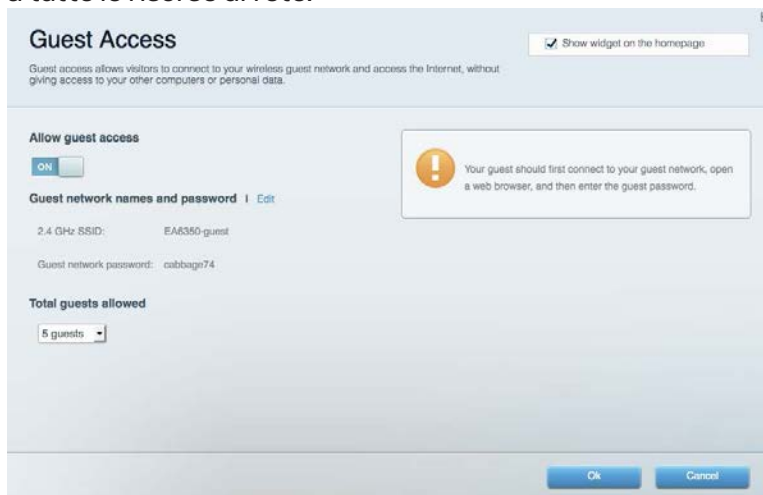 Guest Access
Show widget on the homepage
Guest access allows visitors to connect to your wireless guest network and access the Internet, without
giving access to your other computers or personal data.
Allow guest access
ON
Your guest should first connect to your guest network, open
a web browser, and then enter the guest password.
Guest network names and password | Edit
2.4 GHz SSID: EA6350-guest
Guest network password: cabbage74
Total guests allowed
5 guests
Ok Cancel